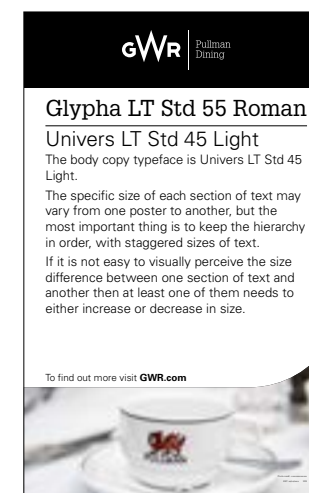 GWR
Pullman
Dining
Glypha LT Std 55 Roman
Univers LT Std 45 Light
The body copy typeface is Univers LT Std 45
Light.
The specific size of each section of text may
vary from one poster to another, but the
most important thing is to keep the hierarchy
in order, with staggered sizes of text.
If it is not easy to visually perceive the size
difference between one section of text and
another then at least one of them needs to
either increase or decrease in size.
To find out more visit GWR.com